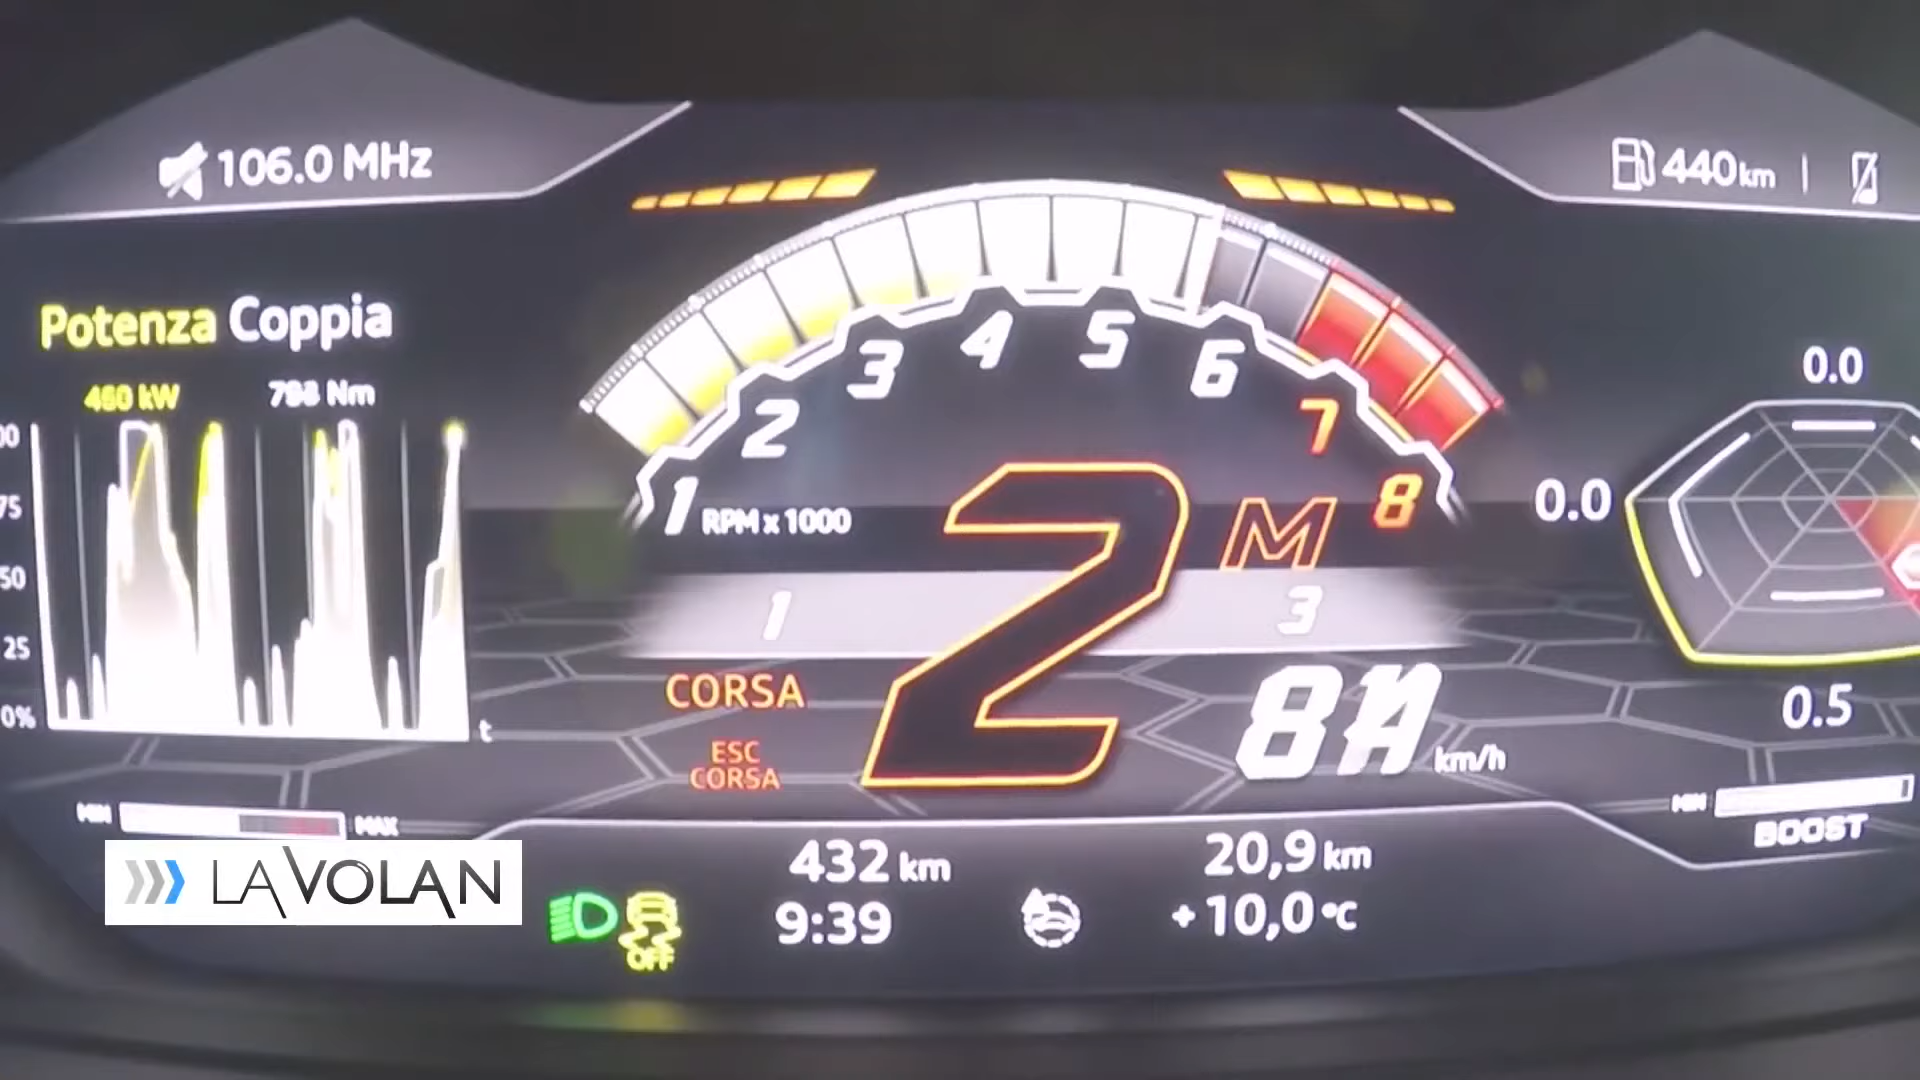 106.0 MHz
440 km
Potenza Coppia
460 kW
Nm
75
50
25
0%
t
1 2 3 4 5 6 7 8
RPM x 1000
2
M
1
3
CORSA
ESC
CORSA
km/h
0.0
0.0
0.5
MIN
MAX
MIN
BOOST
432 km
20,9 km
9:39
+10,0 °C
OFF
LAVOLAN